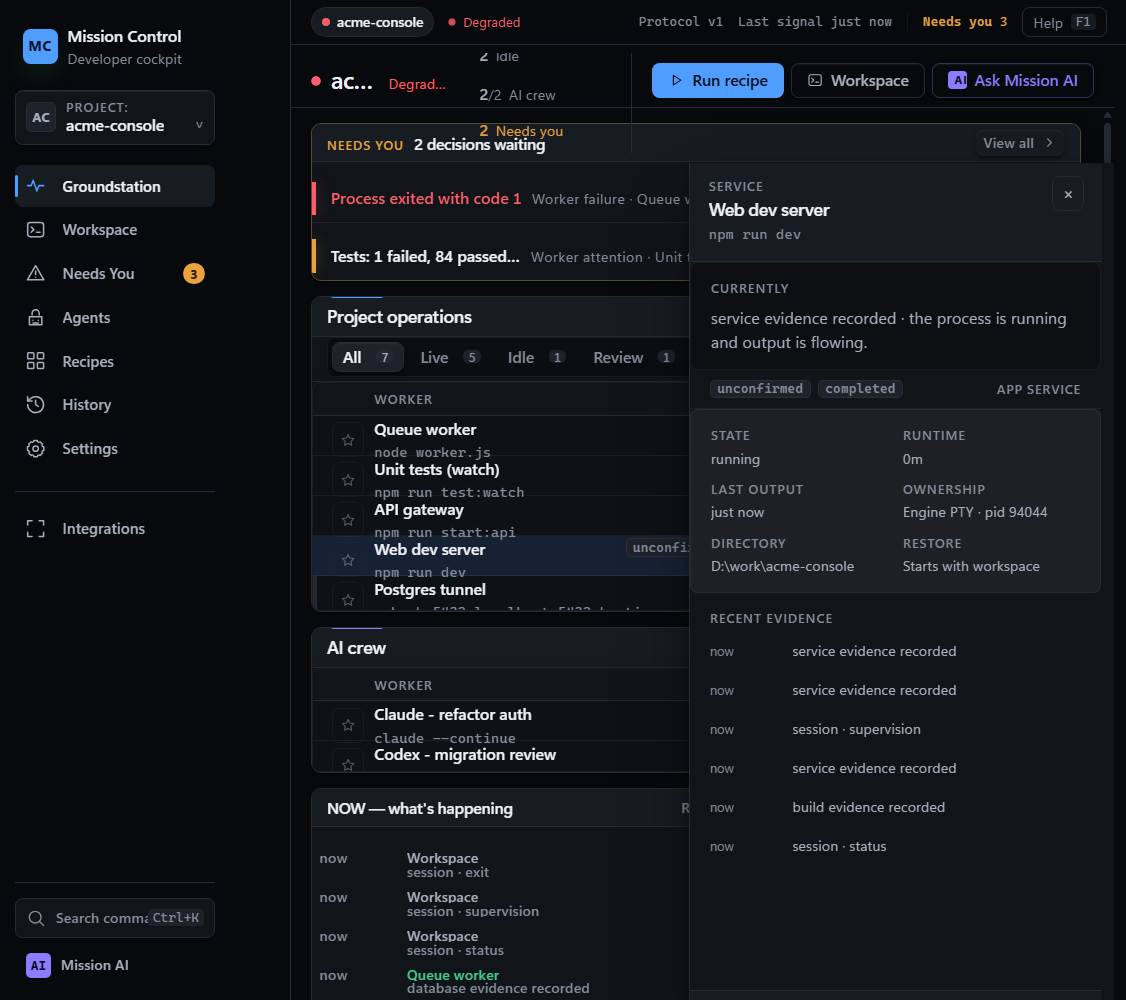 MC
Mission Control
Developer cockpit
AC
PROJECT:
acme-console
Groundstation
Workspace
Needs You 3
Agents
Recipes
History
Settings
Integrations
Search comma Ctrl+K
AI Mission AI
acme-console Degraded
Protocol v1 Last signal just now Needs you 3 Help F1
ac... Degrad...
2 Idle
2/2 AI crew
2 Needs you
Run recipe Workspace AI Ask Mission AI
NEEDS YOU 2 decisions waiting View all
Process exited with code 1 Worker failure · Queue
Tests: 1 failed, 84 passed... Worker attention · Unit
Project operations
All 7 Live 5 Idle 1 Review 1
WORKER
Queue worker
node worker.js
Unit tests (watch)
npm run test:watch
API gateway
npm run start:api
Web dev server unconfi
npm run dev
Postgres tunnel
AI crew
WORKER
Claude - refactor auth
claude --continue
Codex - migration review
NOW — what's happening R
now Workspace
session · exit
now Workspace
session · supervision
now Workspace
session · status
now Queue worker
database evidence recorded
SERVICE
Web dev server
npm run dev
×
CURRENTLY
service evidence recorded · the process is running
and output is flowing.
unconfirmed completed APP SERVICE
STATE RUNTIME
running 0m
LAST OUTPUT OWNERSHIP
just now Engine PTY · pid 94044
DIRECTORY RESTORE
D:\work\acme-console Starts with workspace
RECENT EVIDENCE
now service evidence recorded
now service evidence recorded
now session · supervision
now service evidence recorded
now build evidence recorded
now session · status